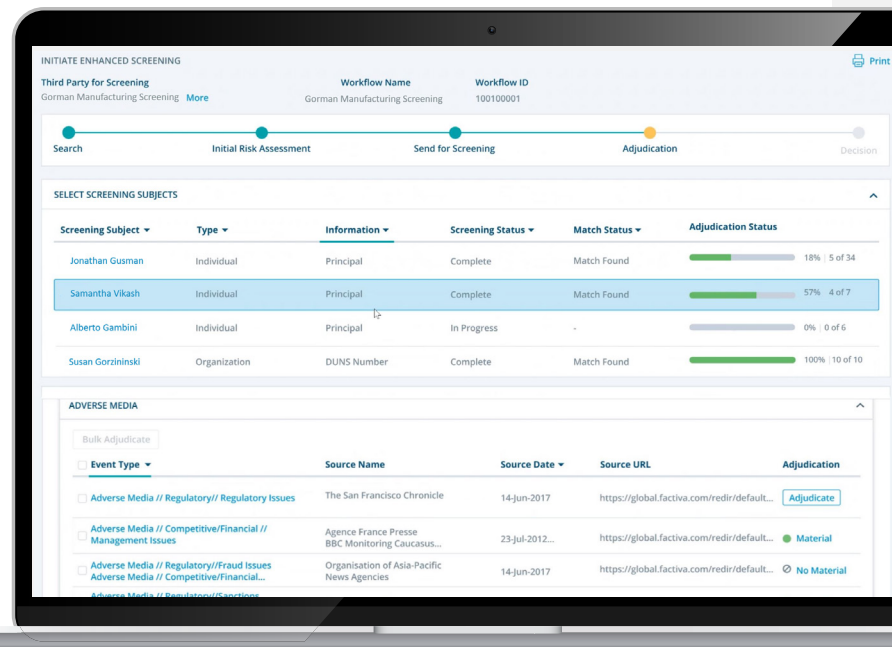 INITIATE ENHANCED SCREENING
Print
Third Party for Screening Workflow Name Workflow ID
Gorman Manufacturing Screening More Gorman Manufacturing Screening 100100001
Search Initial Risk Assessment Send for Screening Adjudication Decision
SELECT SCREENING SUBJECTS
Screening Subject Type Information Screening Status Match Status Adjudication Status
Jonathan Gusman Individual Principal Complete Match Found 18% | 5 of 34
Samantha Vikash Individual Principal Complete Match Found 57% 4 of 7
Alberto Gambini Individual Principal In Progress - 0% | 0 of 6
Susan Gorzininski Organization DUNS Number Complete Match Found 100% | 10 of 10
ADVERSE MEDIA
Bulk Adjudicate
Event Type Source Name Source Date Source URL Adjudication
Adverse Media // Regulatory// Regulatory Issues The San Francisco Chronicle 14-Jun-2017 https://global.factiva.com/redir/default... Adjudicate
Adverse Media // Competitive/Financial // Agence France Presse
Management Issues BBC Monitoring Caucasus... 23-jul-2012... https://global.factiva.com/redir/default... Material
Adverse Media // Regulatory//Fraud Issues Organisation of Asia-Pacific
Adverse Media // Competitive/Financial... News Agencies 14-Jun-2017 https://global.factiva.com/redir/default... No Material
Adverse Media // Regulatory//Sanctions